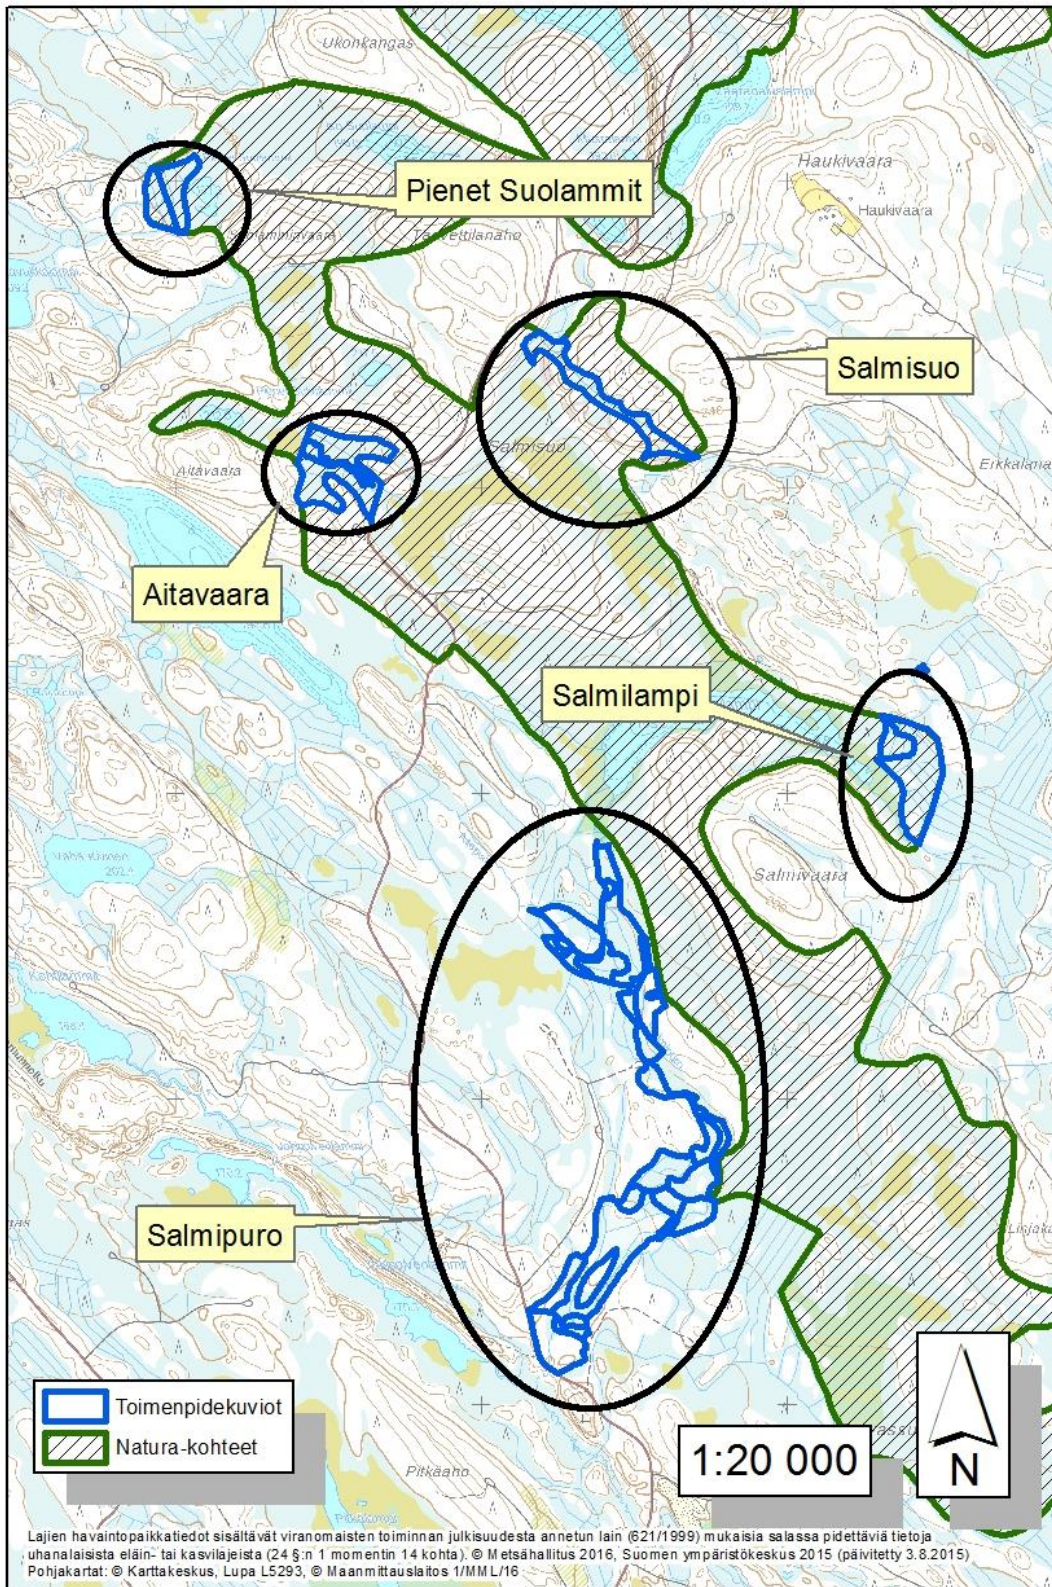 Ukonkangas
Pienet Suolammit
Haukivaara
Haukivaara
Salmisuo
Salmisuo
Aitavaara
Aitavaara
Salmilampi
Salmivaara
Salmipuro
Toimenpidekuviot
Natura-kohteet
Pitkäaho
1:20 000
N
Lajien havaintopaikkatiedot sisältävät viranomaisten toiminnan julkisuudesta annetun lain (621/1999) mukaisia salassa pidettäviä tietoja
uhanalaisista eläin- tai kasvilajeista (24 §:n 1 momentin 14 kohta). © Metsähallitus 2016, Suomen ympäristökeskus 2015 (päivitetty 3.8.2015)
Pohjakartat: © Karttakeskus, Lupa L5293, © Maanmittauslaitos 1/MML/16